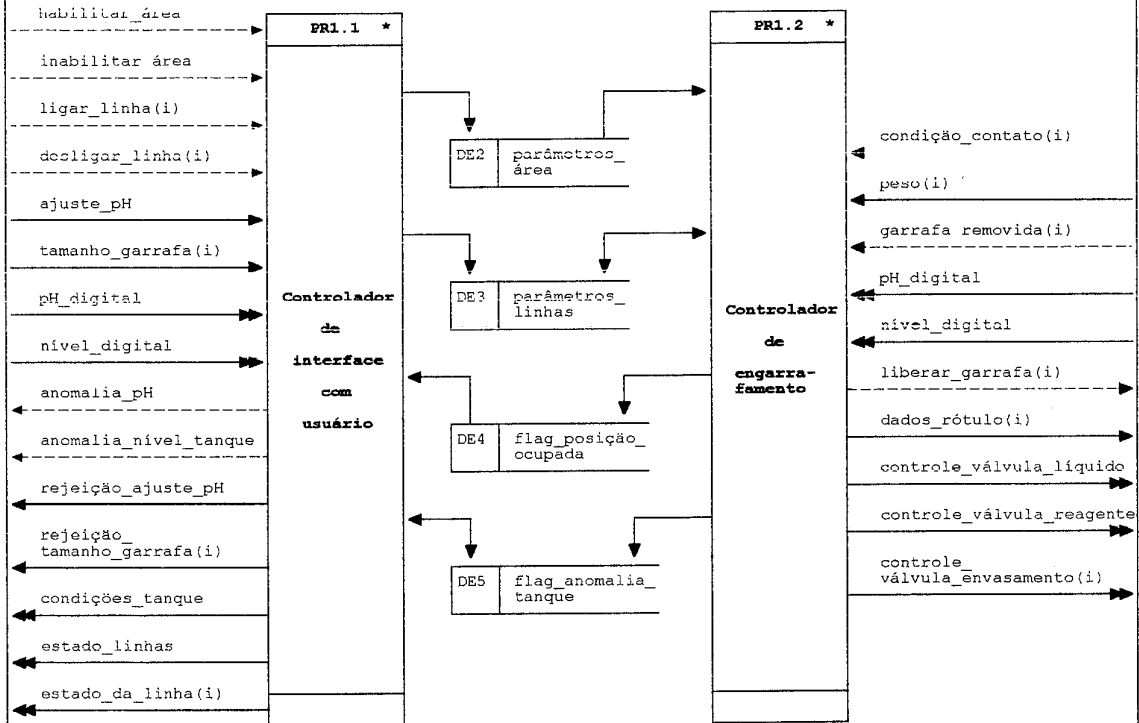 habilitar_área
inabilitar área
ligar_linha(i)
desligar_linha(i)
ajuste_pH
tamanho_garrafa(i)
pH_digital
nível_digital
anomalia_pH
anomalia_nível_tanque
rejeição_ajuste_pH
rejeição_
tamanho_garrafa(i)
condições_tanque
estado_linhas
estado_da_linha(i)
PR1.1 *
Controlador
de
interface
com
usuário
DE2 parâmetros_
área
DE3 parâmetros_
linhas
DE4 flag_posição_
ocupada
DE5 flag_anomalia_
tanque
PR1.2 *
Controlador
de
engarra-
famento
condição_contato(i)
peso(i)
garrafa removida(i)
pH_digital
nível_digital
liberar_garrafa(i)
dados_rótulo(i)
controle_válvula_líquido
controle_válvula_reagente
controle_
válvula_envasamento(i)